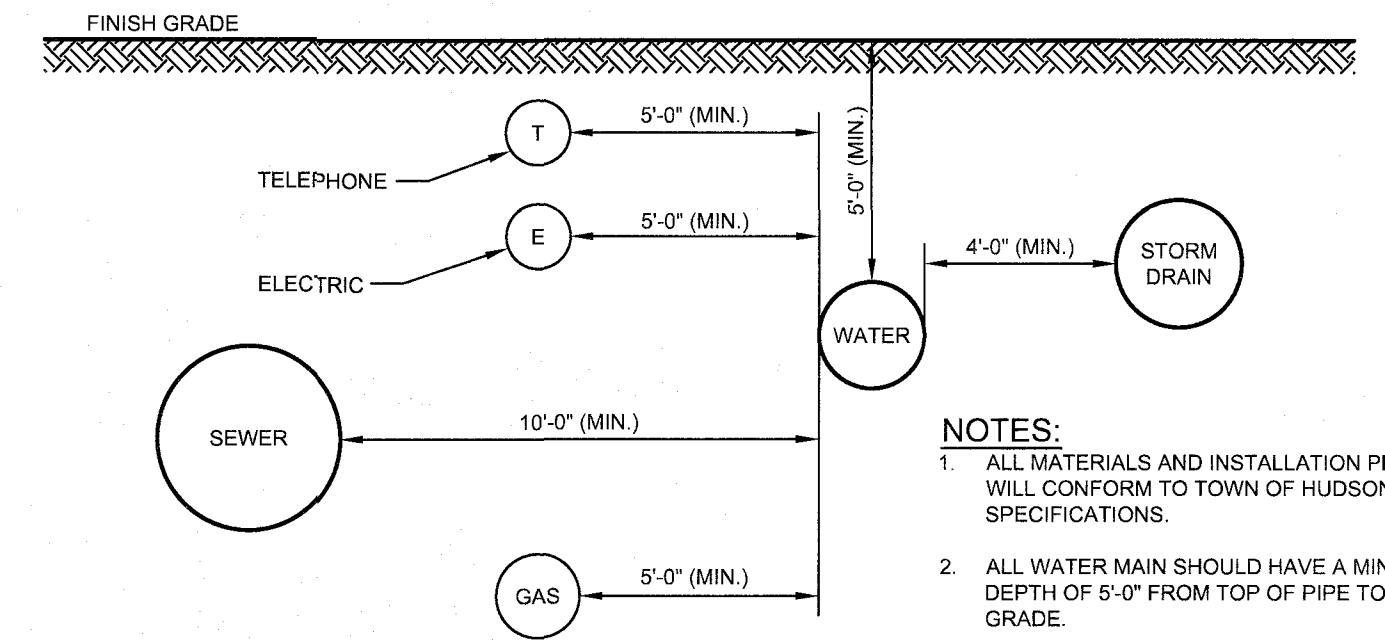 FINISH GRADE
T
5'-0" (MIN.)
TELEPHONE
E
5'-0" (MIN.)
ELECTRIC
5'-0" (MIN.)
4'-0" (MIN.)
STORM
DRAIN
WATER
SEWER
10'-0" (MIN.)
GAS
5'-0" (MIN.)
NOTES:
1. ALL MATERIALS AND INSTALLATION
WILL CONFORM TO TOWN OF HUDSON
SPECIFICATIONS.
2. ALL WATER MAIN SHOULD HAVE A MIN
DEPTH OF 5'-0" FROM TOP OF PIPE TO
GRADE.